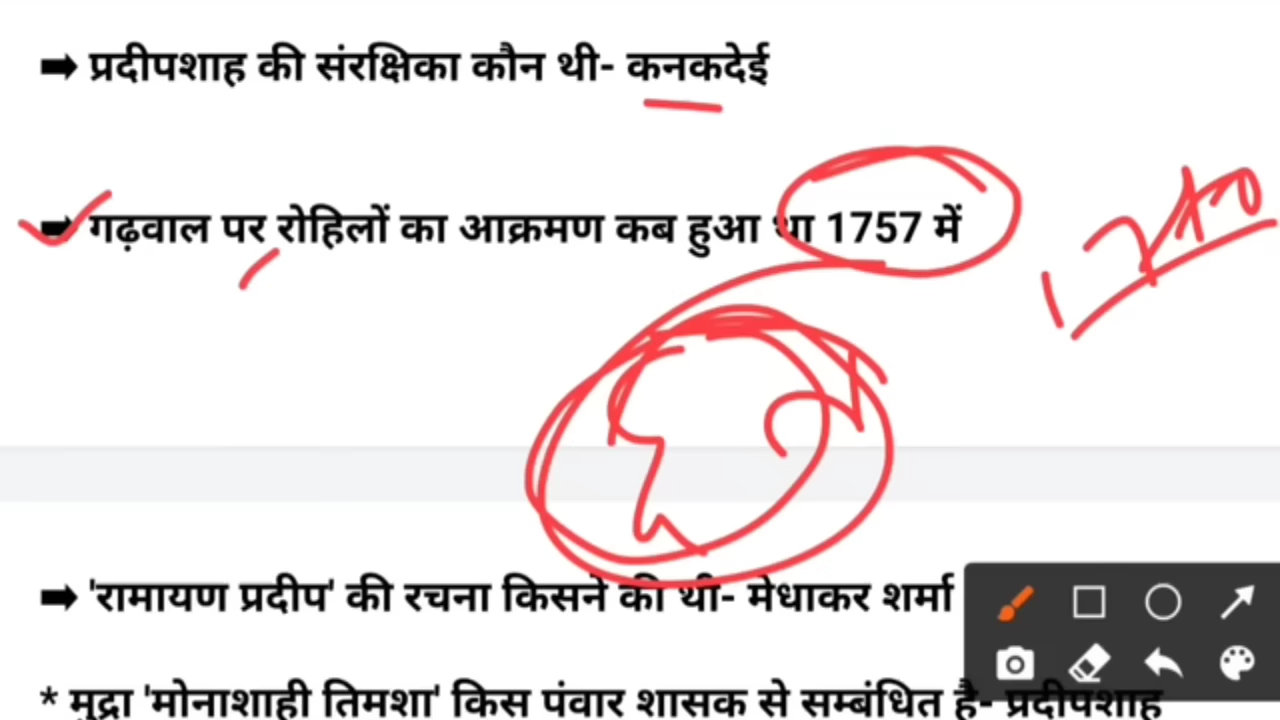 ➡ प्रदीपशाह की संरक्षिका कौन थी- कनकदेई
➡ गढ़वाल पर रोहिलों का आक्रमण कब हुआ था 1757 में
➡ 'रामायण प्रदीप' की रचना किसने की थी- मेधाकर शर्मा
* मुद्रा 'मोनाशाही तिमशा' किस पंवार शासक से सम्बंधित है- प्रदीपशाह